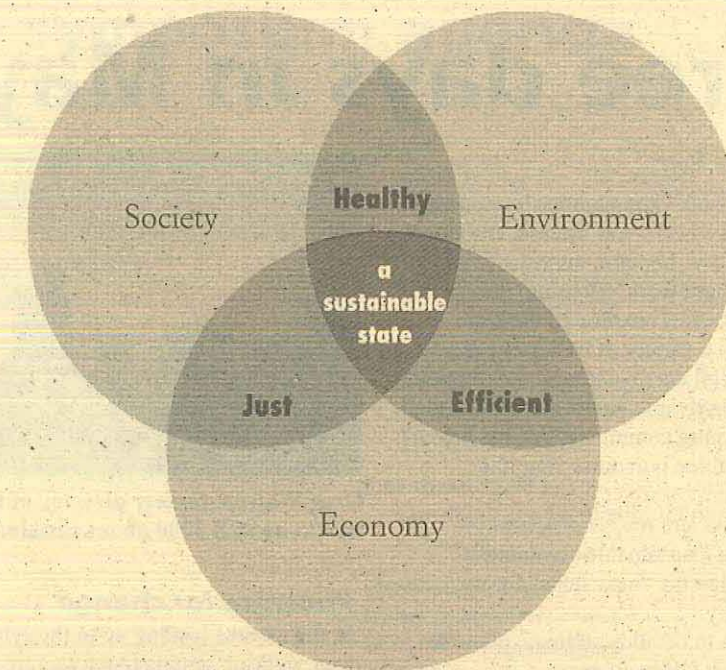 Healthy
Society
Environment
a
sustainable
state
Just
Efficient
Economy